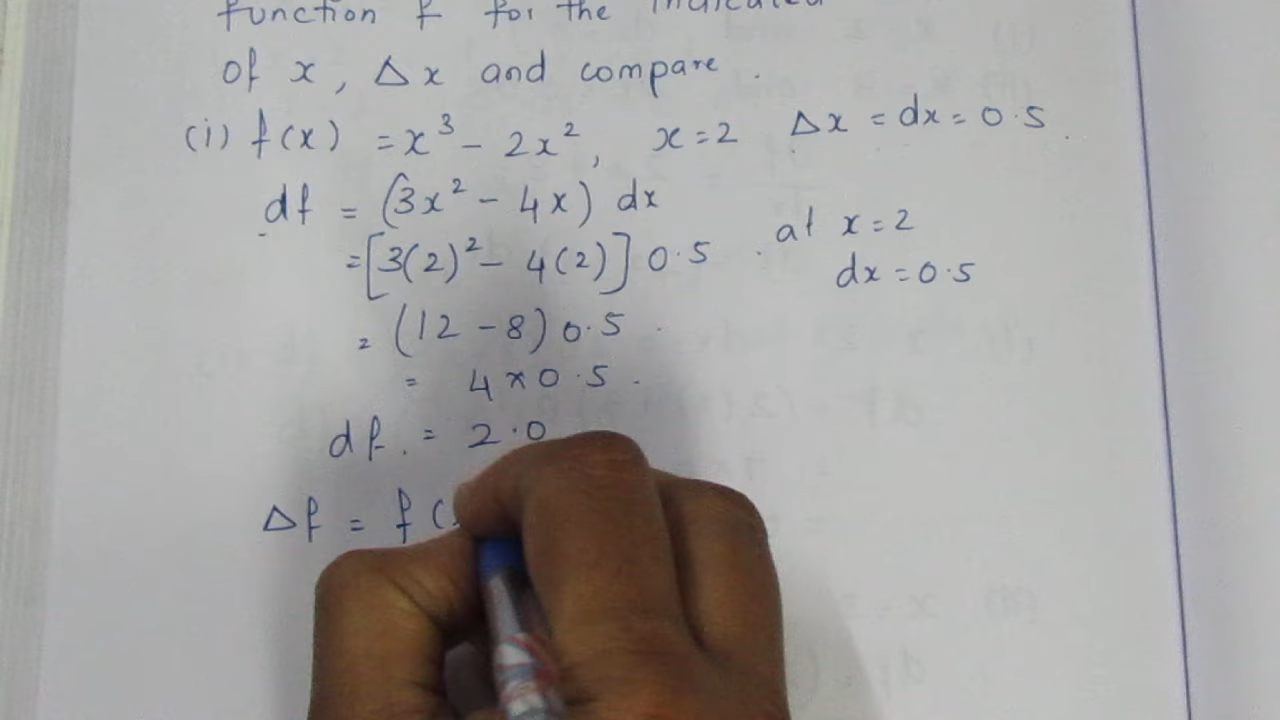 function f for the indicated
of x, Δx and compare.
(i) f(x) = x³ - 2x², x = 2 Δx = dx = 0.5.
df = (3x² - 4x) dx
= [3(2)² - 4(2)] 0.5. at x = 2
dx = 0.5
= (12 - 8) 0.5.
= 4 × 0.5.
df. = 2.0
Δf = f(